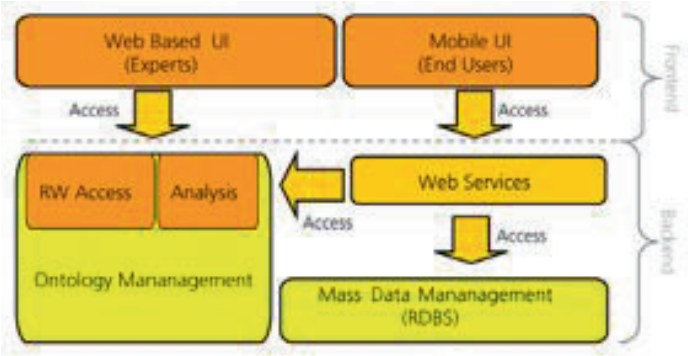 Web Based UI
(Experts)
Mobile UI
(End Users)
Access
Access
Frontend
RW Access
Analysis
Web Services
Access
Access
Ontology Mananagement
Mass Data Mananagement
(RDBS)
Backend